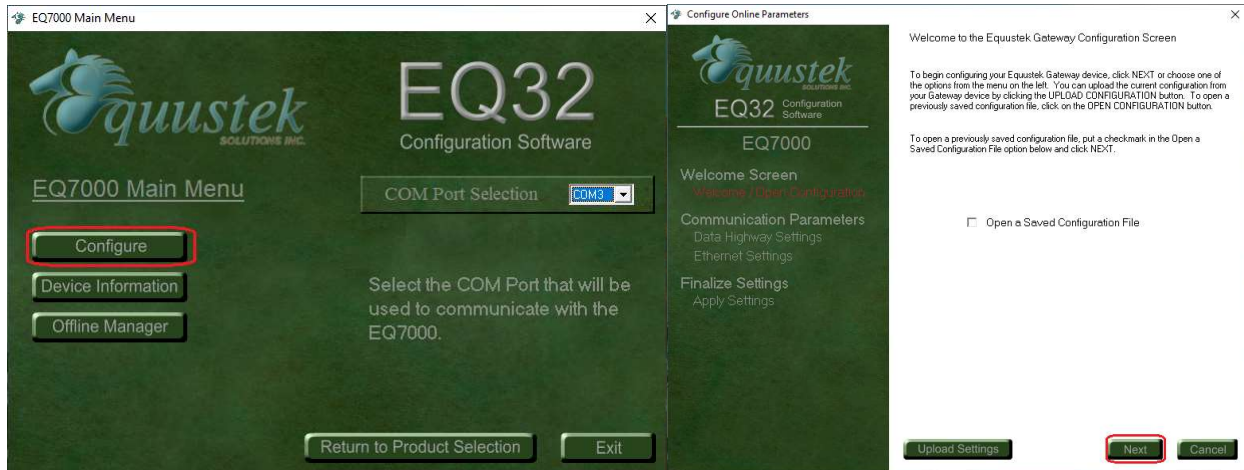 EQ7000 Main Menu
Equustek
SOLUTIONS INC.
EQ32
Configuration Software
EQ7000 Main Menu
COM Port Selection
COM3
Configure
Device Information
Offline Manager
Select the COM Port that will be
used to communicate with the
EQ7000.
Return to Product Selection
Exit
Configure Online Parameters
Equustek
SOLUTIONS INC.
EQ32 Configuration
Software
EQ7000
Welcome Screen
Welcome / Open Configuration
Communication Parameters
Data Highway Settings
Ethernet Settings
Finalize Settings
Apply Settings
Welcome to the Equustek Gateway Configuration Screen
To begin configuring your Equustek Gateway device, click NEXT or choose one of
the options from the menu on the left. You can upload the current configuration from
your Gateway device by clicking the UPLOAD CONFIGURATION button. To open a
previously saved configuration file, click on the OPEN CONFIGURATION button.
To open a previously saved configuration file, put a checkmark in the Open a
Saved Configuration File option below and click NEXT.
Open a Saved Configuration File
Upload Settings
Next
Cancel